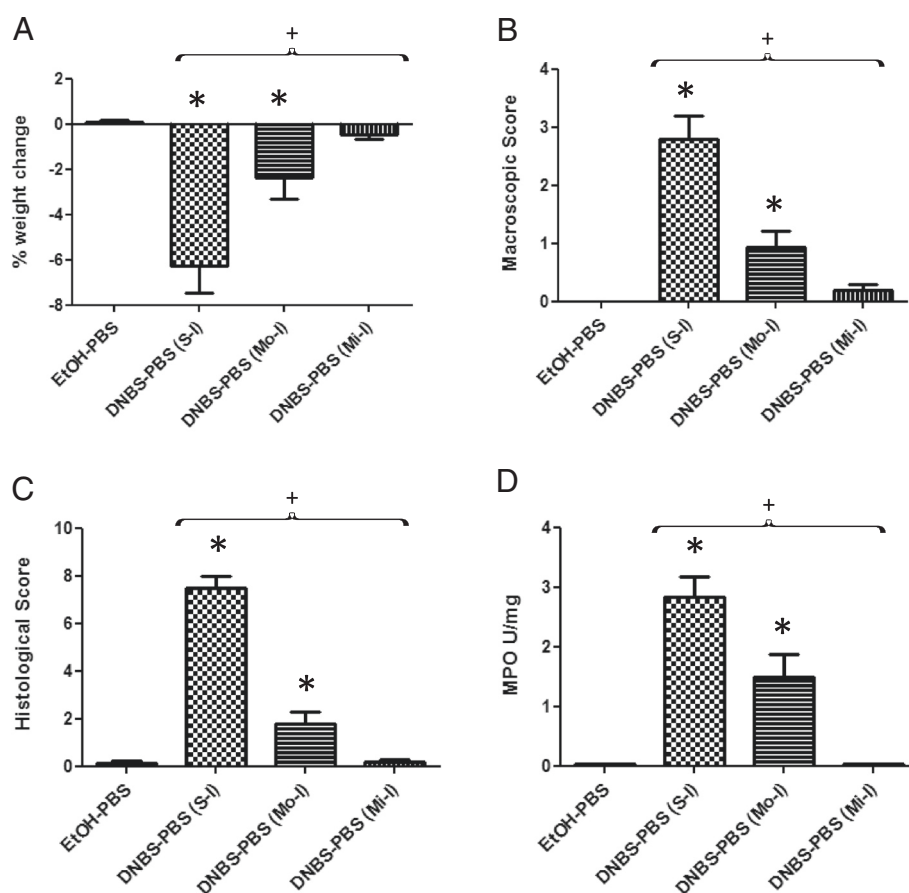 A
+
% weight change
2
0
-2
-4
-6
-8
*
*
EtOH-PBS
DNBS-PBS (S-I)
DNBS-PBS (Mo-I)
DNBS-PBS (Mi-I)
B
+
Macroscopic Score
4
3
2
1
0
*
*
EtOH-PBS
DNBS-PBS (S-I)
DNBS-PBS (Mo-I)
DNBS-PBS (Mi-I)
C
+
Histological Score
10
8
6
4
2
0
*
*
EtOH-PBS
DNBS-PBS (S-I)
DNBS-PBS (Mo-I)
DNBS-PBS (Mi-I)
D
+
MPO U/mg
4
3
2
1
0
*
*
EtOH-PBS
DNBS-PBS (S-I)
DNBS-PBS (Mo-I)
DNBS-PBS (Mi-I)